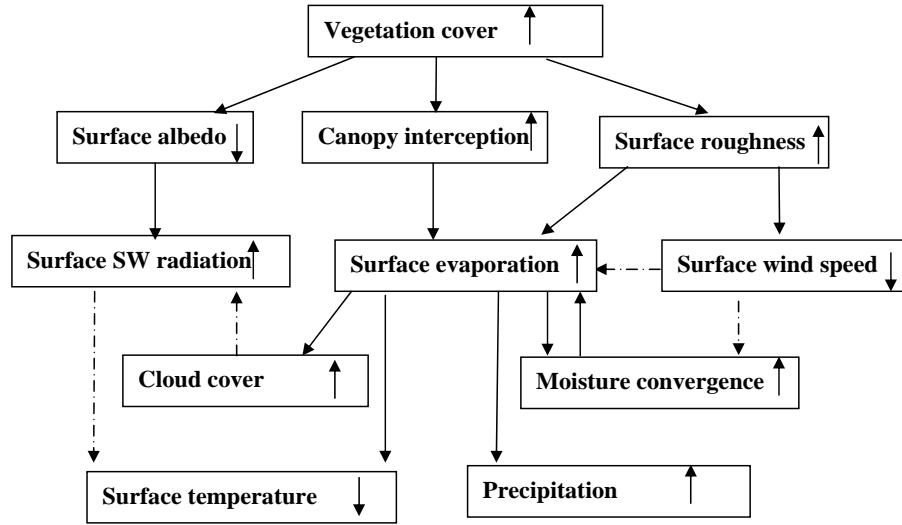 Vegetation cover
Surface albedo
Canopy interception
Surface roughness
Surface SW radiation
Surface evaporation
Surface wind speed
Cloud cover
Moisture convergence
Surface temperature
Precipitation